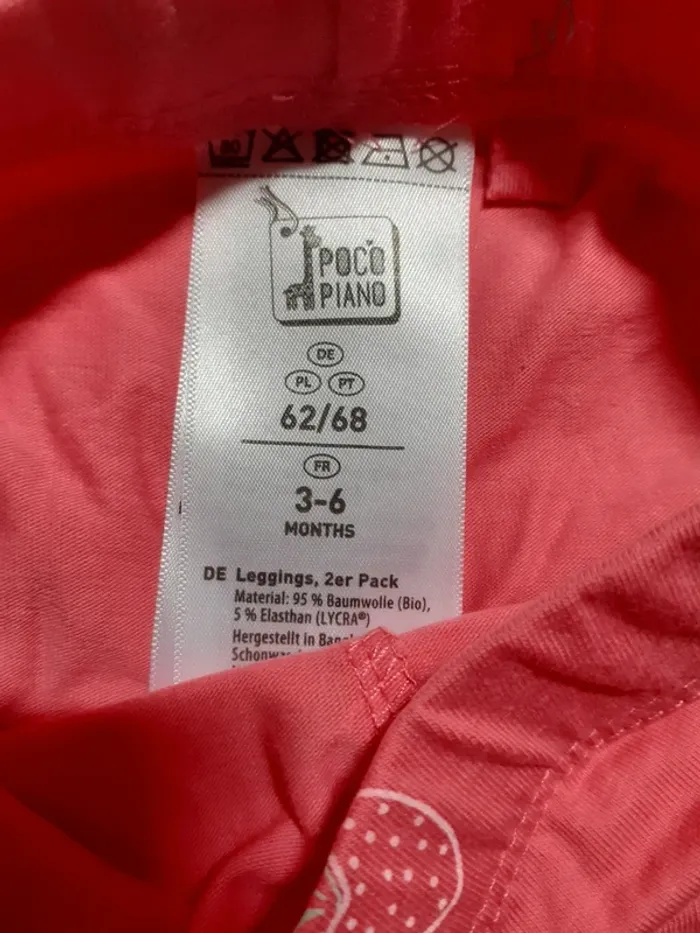 POCO
PIANO
DE
PL PT
62/68
FR
3-6
MONTHS
DE Leggings, 2er Pack
Material: 95 % Baumwolle (Bio),
5 % Elasthan (LYCRA®)
Hergestellt in